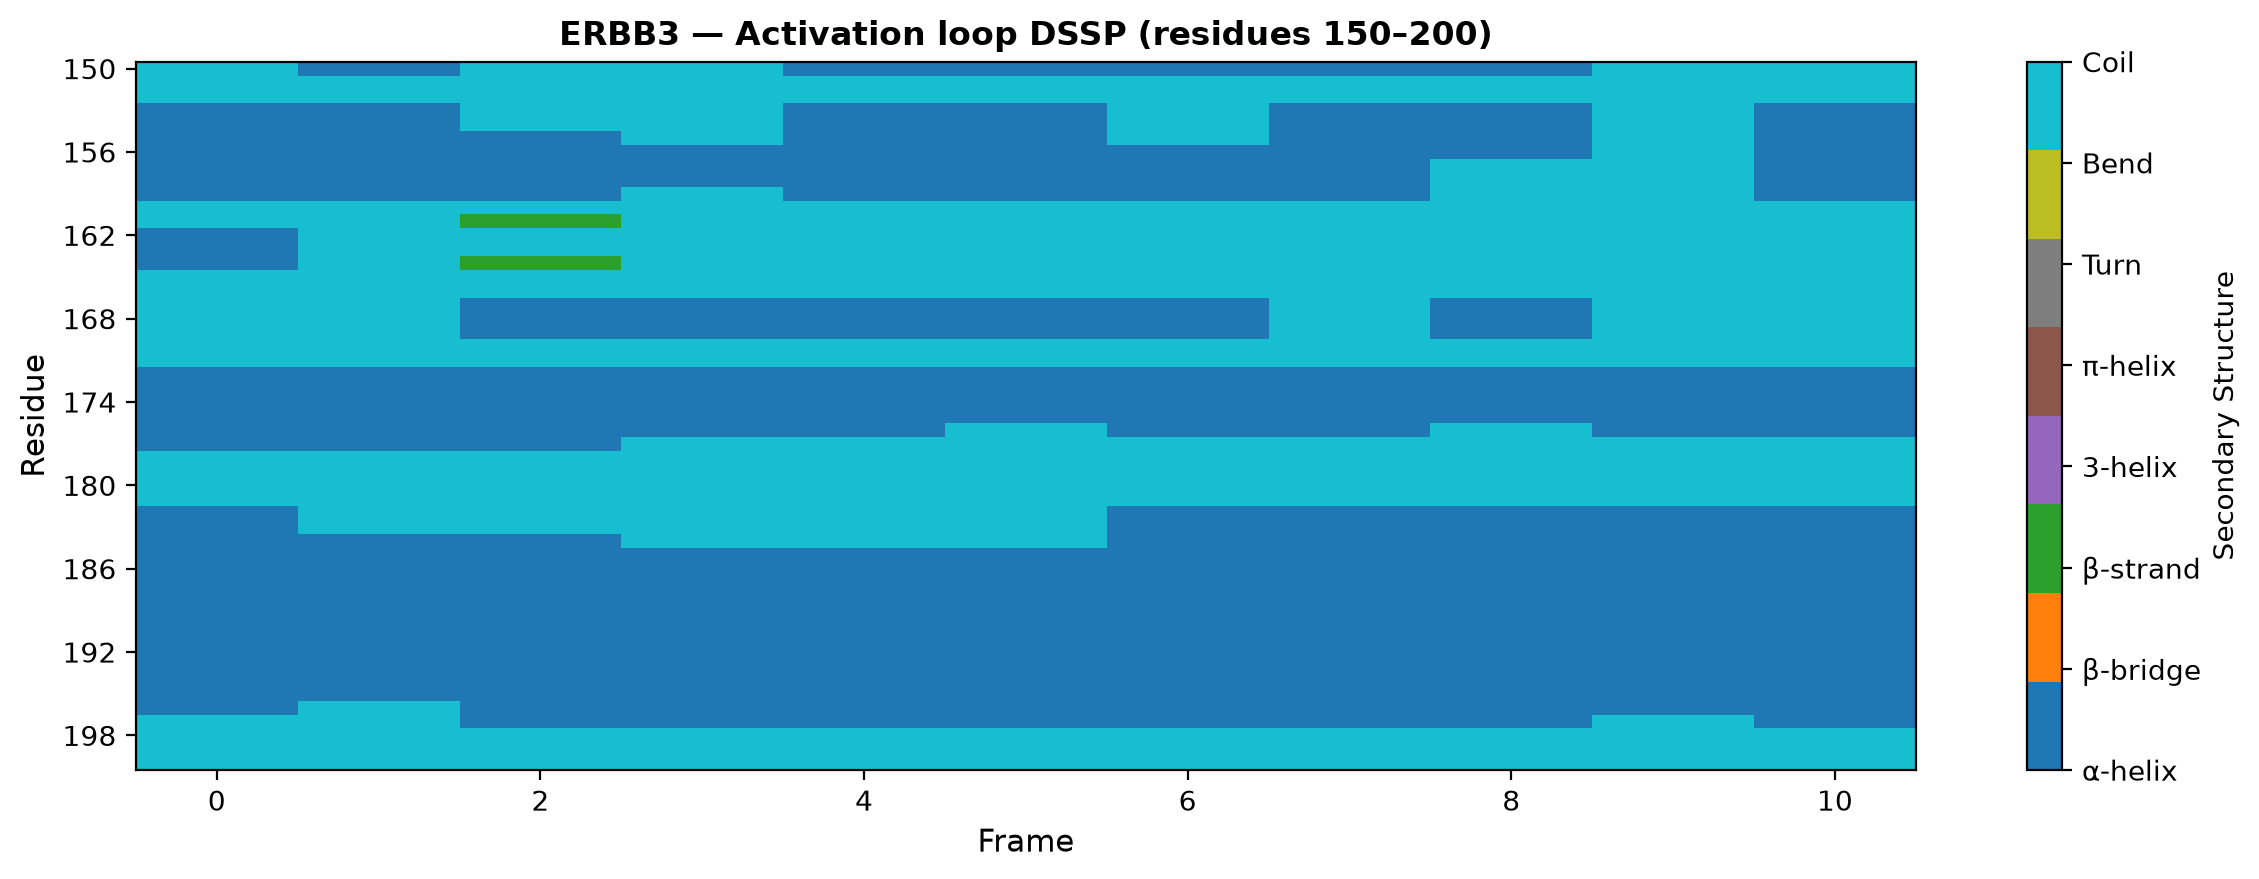 ERBB3 — Activation loop DSSP (residues 150–200)
150
156
162
168
174
180
186
192
198
Residue
0
2
4
6
8
10
Frame
Coil
Bend
Turn
π-helix
3-helix
β-strand
β-bridge
α-helix
Secondary Structure